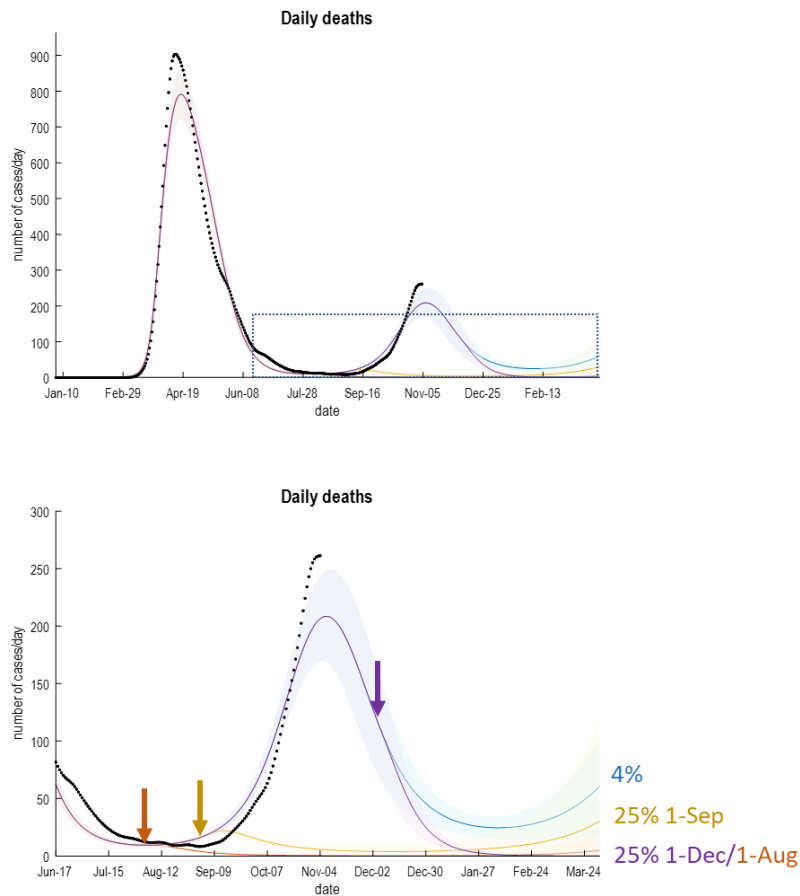 Daily deaths
900
800
700
600
500
400
300
200
100
0
number of cases/day
Jan-10 Feb-29 Apr-19 Jun-08 Jul-28 Sep-16 Nov-05 Dec-25 Feb-13
date
Daily deaths
300
250
200
150
100
50
0
number of cases/day
4%
25% 1-Sep
25% 1-Dec/1-Aug
Jun-17 Jul-15 Aug-12 Sep-09 Oct-07 Nov-04 Dec-02 Dec-30 Jan-27 Feb-24 Mar-24
date